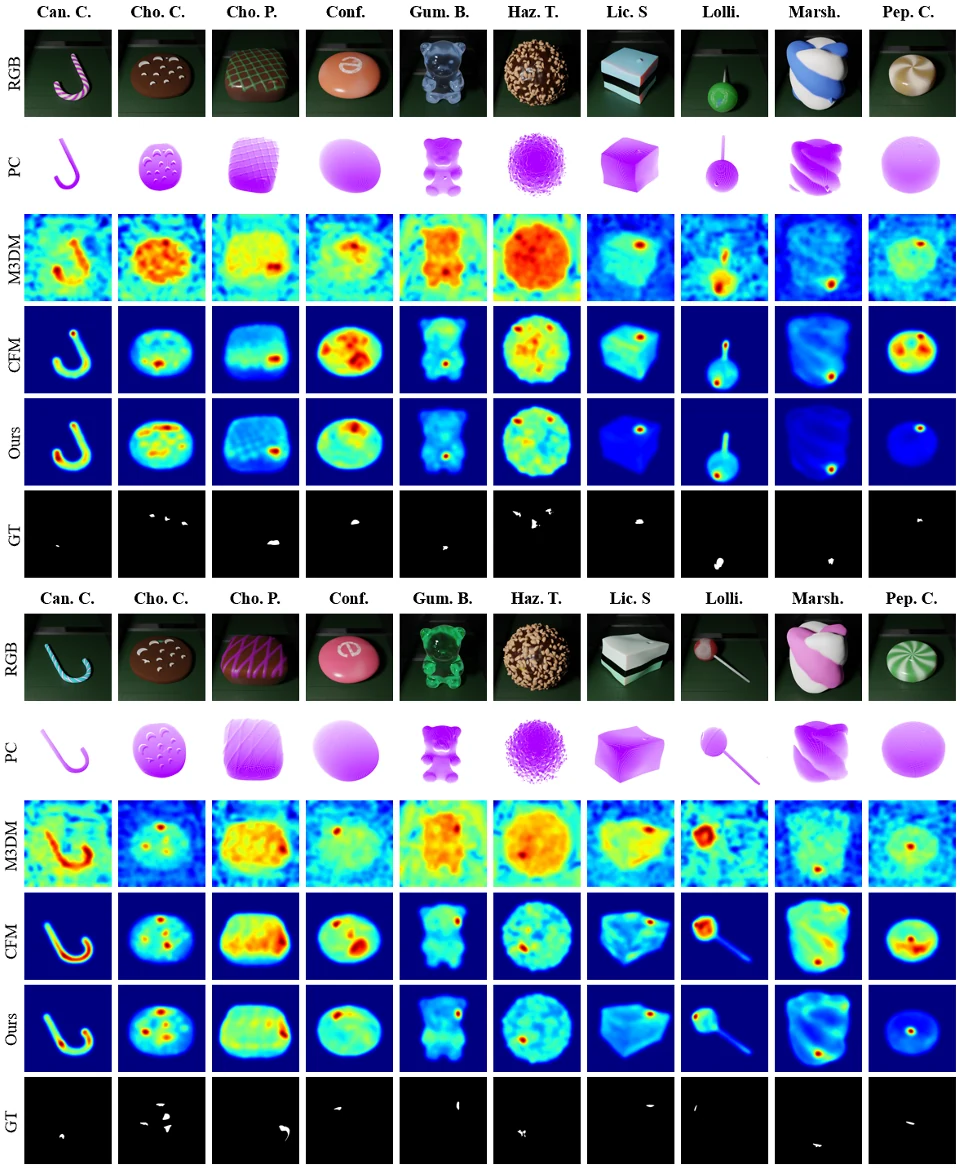 Can. C. Cho. C. Cho. P. Conf. Gum. B. Haz. T. Lic. S Lolli. Marsh. Pep. C.
RGB
PC
M3DM
CFM
Ours
GT
Can. C. Cho. C. Cho. P. Conf. Gum. B. Haz. T. Lic. S Lolli. Marsh. Pep. C.
RGB
PC
M3DM
CFM
Ours
GT